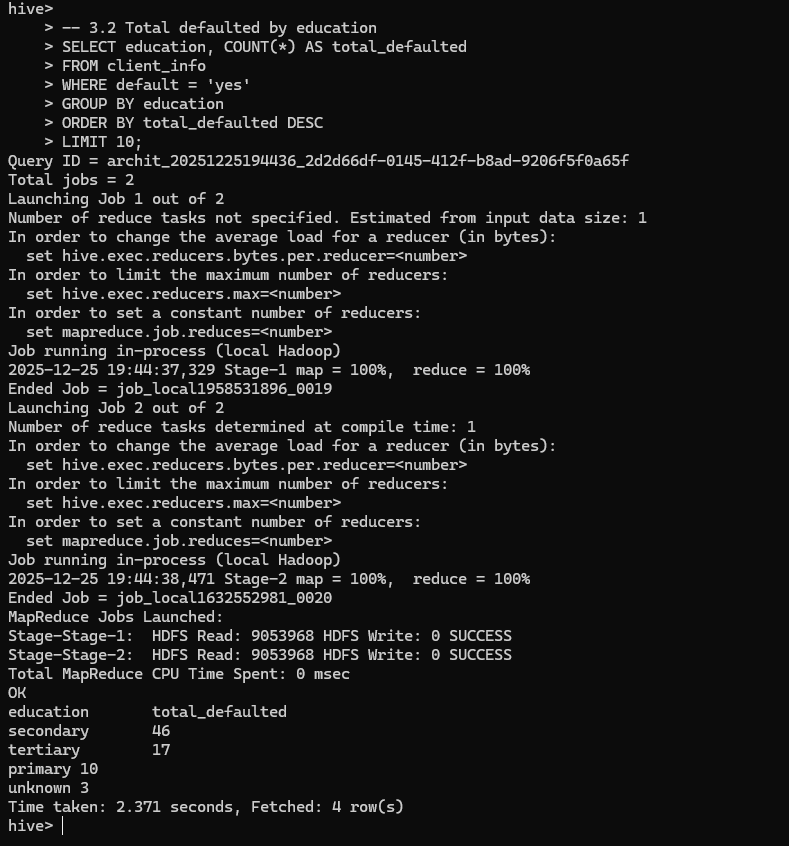 hive>
    > -- 3.2 Total defaulted by education
    > SELECT education, COUNT(*) AS total_defaulted
    > FROM client_info
    > WHERE default = 'yes'
    > GROUP BY education
    > ORDER BY total_defaulted DESC
    > LIMIT 10;
Query ID = archit_20251225194436_2d2d66df-0145-412f-b8ad-9206f5f0a65f
Total jobs = 2
Launching Job 1 out of 2
Number of reduce tasks not specified. Estimated from input data size: 1
In order to change the average load for a reducer (in bytes):
  set hive.exec.reducers.bytes.per.reducer=<number>
In order to limit the maximum number of reducers:
  set hive.exec.reducers.max=<number>
In order to set a constant number of reducers:
  set mapreduce.job.reduces=<number>
Job running in-process (local Hadoop)
2025-12-25 19:44:37,329 Stage-1 map = 100%,  reduce = 100%
Ended Job = job_local1958531896_0019
Launching Job 2 out of 2
Number of reduce tasks determined at compile time: 1
In order to change the average load for a reducer (in bytes):
  set hive.exec.reducers.bytes.per.reducer=<number>
In order to limit the maximum number of reducers:
  set hive.exec.reducers.max=<number>
In order to set a constant number of reducers:
  set mapreduce.job.reduces=<number>
Job running in-process (local Hadoop)
2025-12-25 19:44:38,471 Stage-2 map = 100%,  reduce = 100%
Ended Job = job_local1632552981_0020
MapReduce Jobs Launched:
Stage-Stage-1:  HDFS Read: 9053968 HDFS Write: 0 SUCCESS
Stage-Stage-2:  HDFS Read: 9053968 HDFS Write: 0 SUCCESS
Total MapReduce CPU Time Spent: 0 msec
OK
education       total_defaulted
secondary       46
tertiary        17
primary 10
unknown 3
Time taken: 2.371 seconds, Fetched: 4 row(s)
hive>